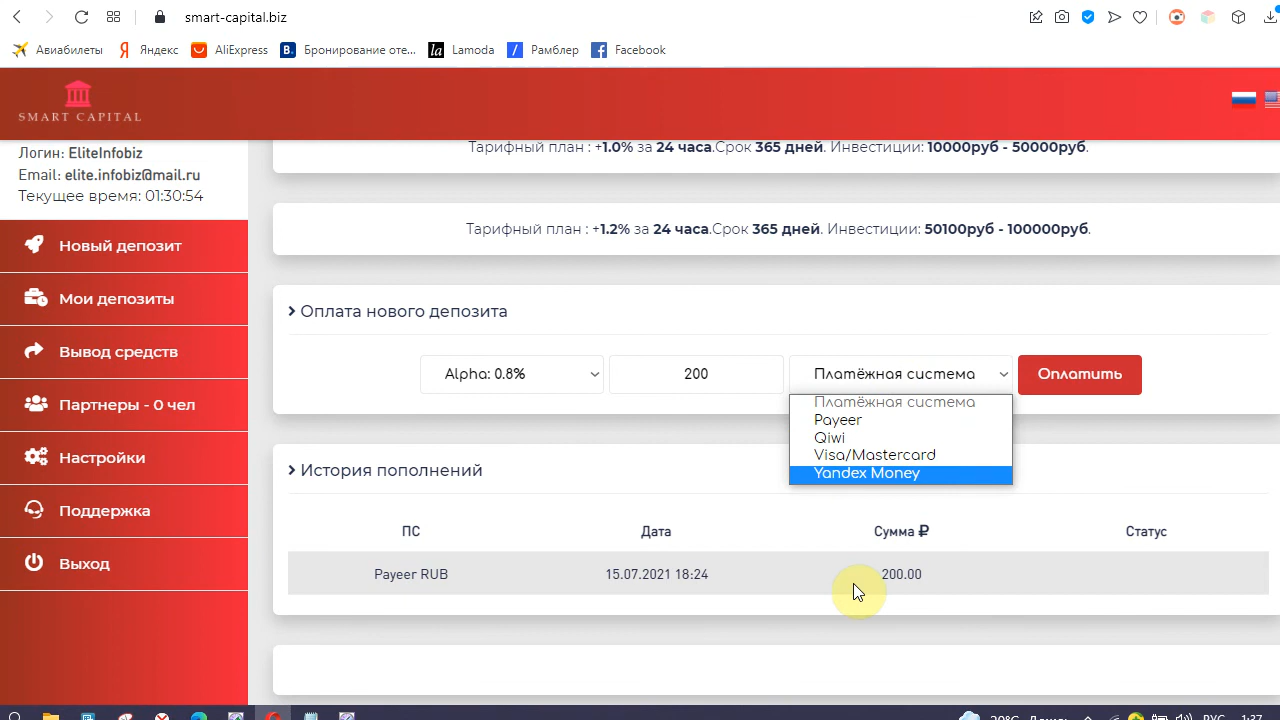 smart-capital.biz
Авиабилеты Яндекс AliExpress Бронирование оте... Lamoda Рамблер Facebook
SMART CAPITAL
Логин: EliteInfobiz
Email: elite.infobiz@mail.ru
Текущее время: 01:30:54
Новый депозит
Мои депозиты
Вывод средств
Партнеры - 0 чел
Настройки
Поддержка
Выход
Тарифный план : +1.0% за 24 часа.Срок 365 дней. Инвестиции: 10000руб - 50000руб.
Тарифный план : +1.2% за 24 часа.Срок 365 дней. Инвестиции: 50100руб - 100000руб.
Оплата нового депозита
Alpha: 0.8% 200 Платёжная система Оплатить
Платёжная система
Payeer
Qiwi
Visa/Mastercard
Yandex Money
История пополнений
ПС Дата Сумма ₽ Статус
Payeer RUB 15.07.2021 18:24 200.00